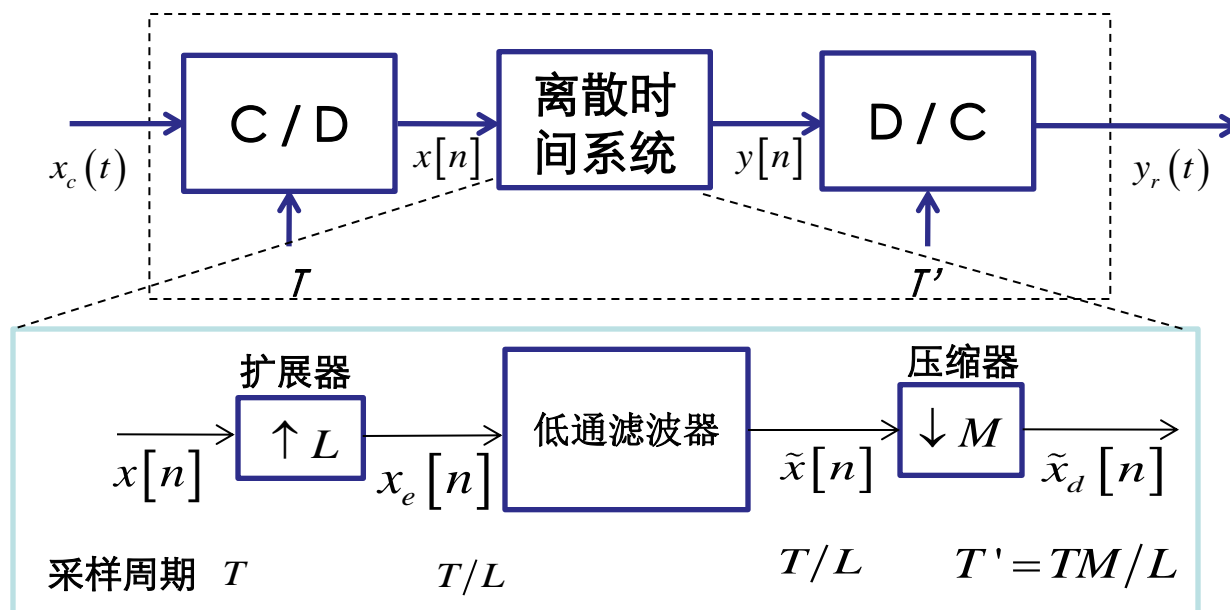 C / D
离散时
间系统
D / C
x_c(t)
x[n]
y[n]
y_r(t)
T
T'
扩展器
压缩器
↑ L
低通滤波器
↓ M
x[n]
x_e[n]
x̃[n]
x̃_d[n]
采样周期 T T/L T/L T' = TM/L